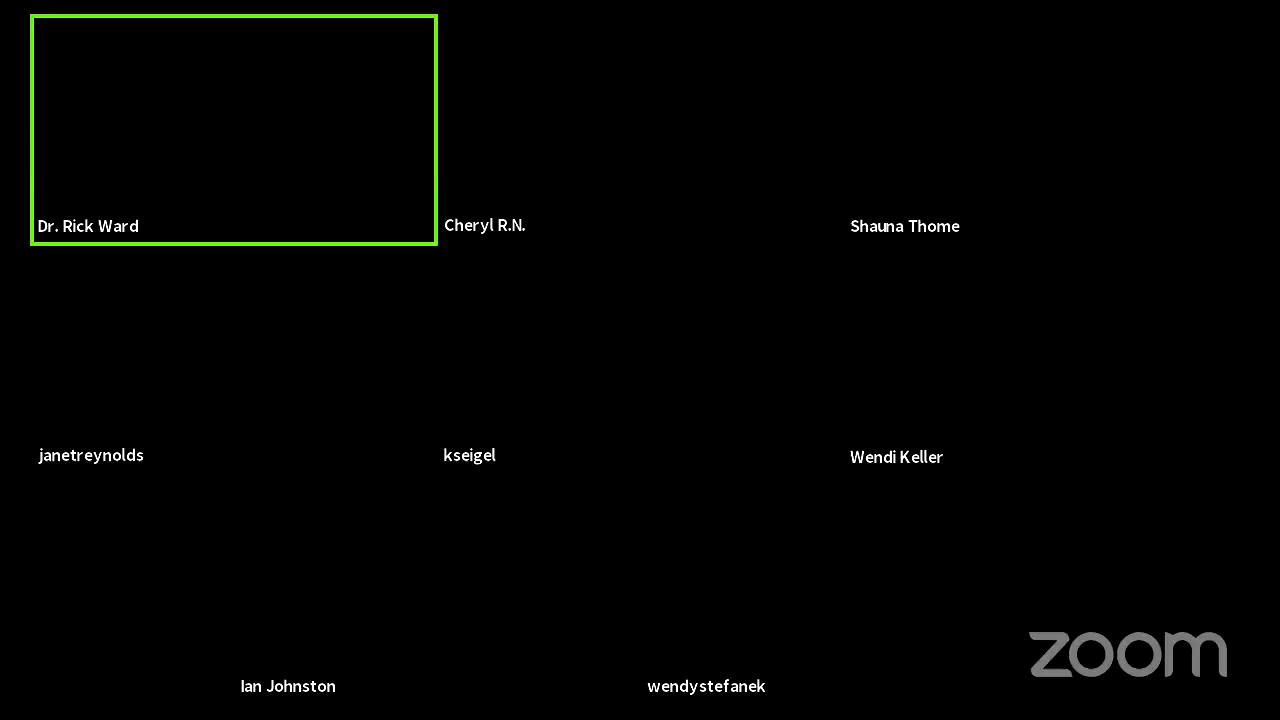 Dr. Rick Ward
Cheryl R.N.
Shauna Thome
janetreynolds
kseigel
Wendi Keller
Ian Johnston
wendystefanek
zoom